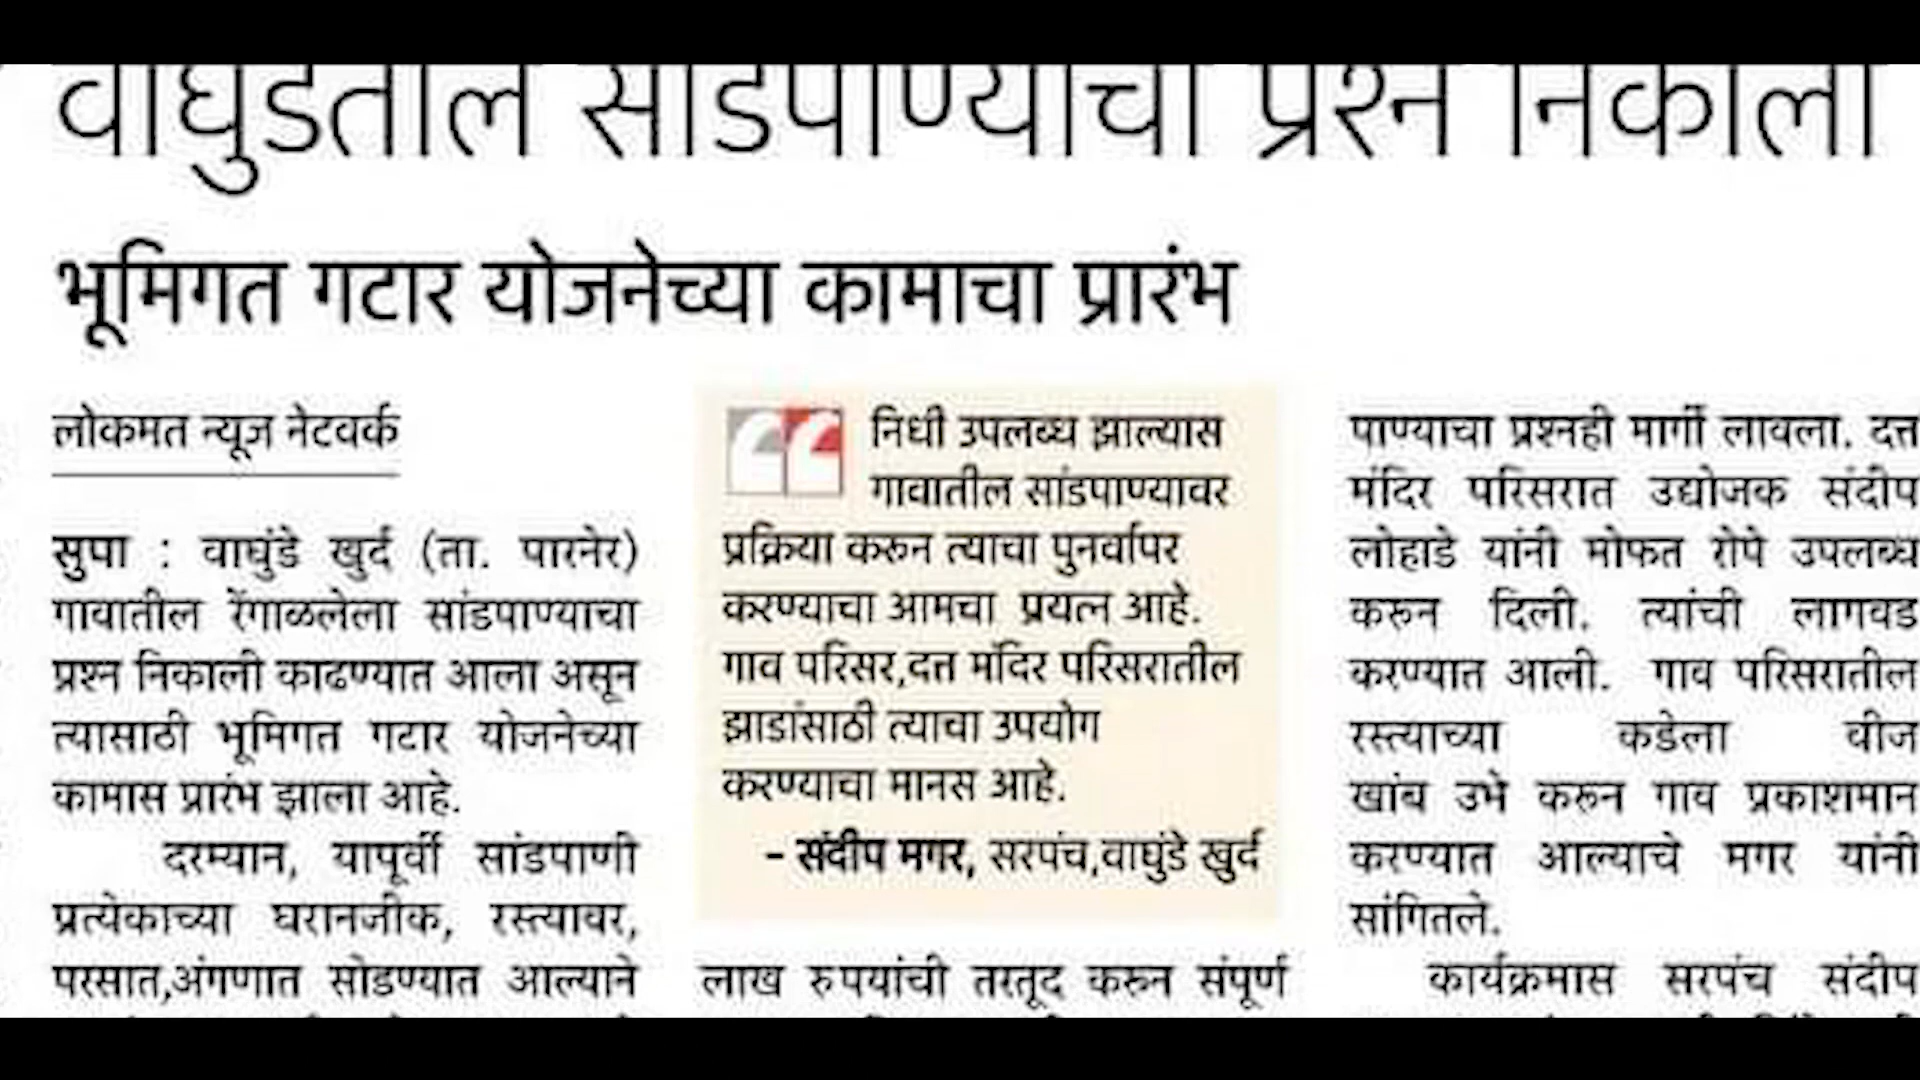 वाघुंडेतील सांडपाण्याचा प्रश्न निकाली
भूमिगत गटार योजनेच्या कामाचा प्रारंभ
लोकमत न्यूज नेटवर्क
सुपा : वाघुंडे खुर्द (ता. पारनेर)
गावातील रेंगाळलेला सांडपाण्याचा
प्रश्न निकाली काढण्यात आला असून
त्यासाठी भूमिगत गटार योजनेच्या
कामास प्रारंभ झाला आहे.
दरम्यान, यापूर्वी सांडपाणी
प्रत्येकाच्या घरानजीक, रस्त्यावर,
परसात,अंगणात सोडण्यात आल्याने
निधी उपलब्ध झाल्यास
गावातील सांडपाण्यावर
प्रक्रिया करून त्याचा पुनर्वापर
करण्याचा आमचा प्रयत्न आहे.
गाव परिसर,दत्त मंदिर परिसरातील
झाडांसाठी त्याचा उपयोग
करण्याचा मानस आहे.
- संदीप मगर, सरपंच,वाघुंडे खुर्द
लाख रुपयांची तरतूद करुन संपूर्ण
पाण्याचा प्रश्नही मार्गी लावला. दत्त
मंदिर परिसरात उद्योजक संदीप
लोहाडे यांनी मोफत रोपे उपलब्ध
करून दिली. त्यांची लागवड
करण्यात आली. गाव परिसरातील
रस्त्याच्या कडेला वीज
खांब उभे करून गाव प्रकाशमान
करण्यात आल्याचे मगर यांनी
सांगितले.
कार्यक्रमास सरपंच संदीप